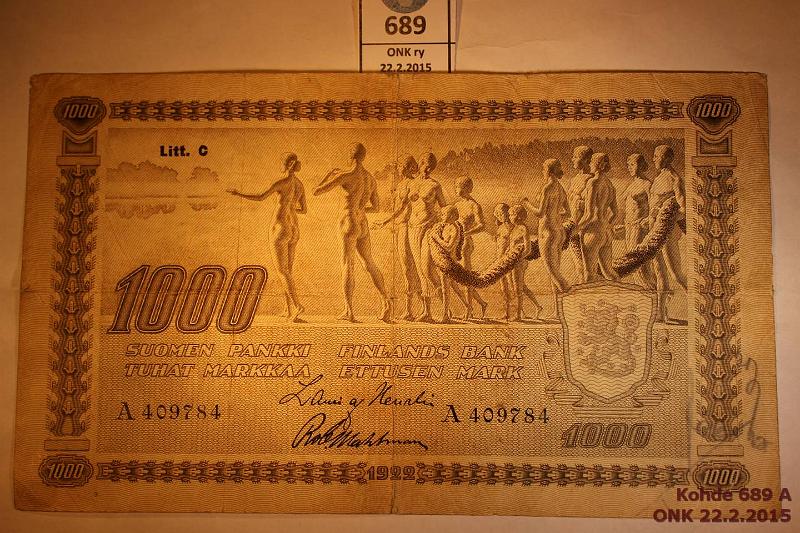 689
ONK ry
22.2.2015
1000 1000
Litt. C
1000
SUOMEN PANKKI FINLANDS BANK
TUHAT MARKKAA ETTUSEN MARK
A 409784 A 409784
1000
1000 1922 1000
Kohde 689 A
ONK 22.2.2015